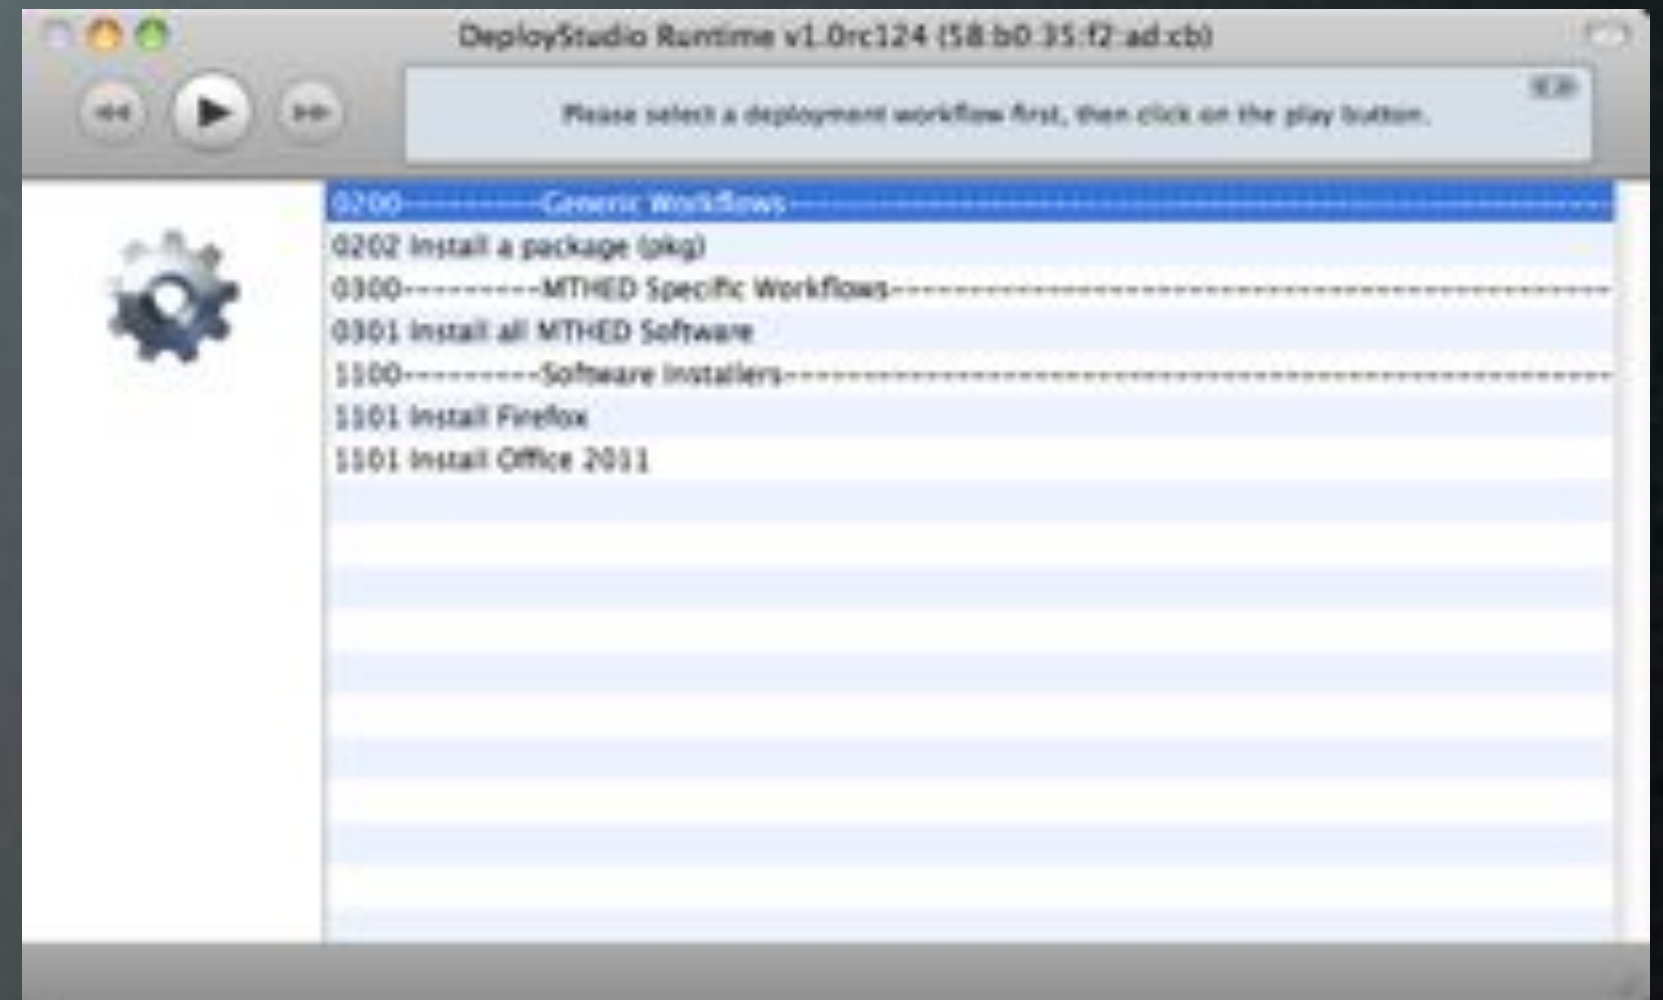 DeployStudio Runtime v1.0rc124 (58:b0:35:f2:ad:cb)
Please select a deployment workflow first, then click on the play button.
0200---------Generic Workflows------------------------------------------------------
0202 Install a package (pkg)
0300---------MTHED Specific Workflows-----------------------------------------------
0301 Install all MTHED Software
1100---------Software Installers------------------------------------------------------
1101 Install Firefox
1101 Install Office 2011